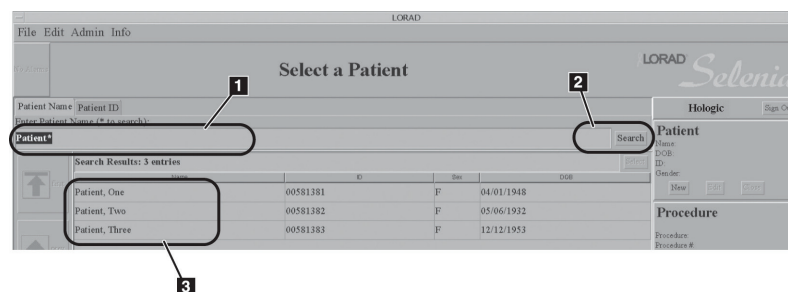 LORAD
File Edit Admin Info
Select a Patient
LORAD
Selenia
1
2
Patient Name Patient ID
Hologic
Enter Patient Name (* to search):
Patient*
Search
Patient
Name:
DOB:
ID:
Gender:
New Edit Clear
Search Results: 3 entries
Select
Name ID Sex DOB
Patient, One 00581381 F 04/01/1948
Patient, Two 00581382 F 05/06/1932
Patient, Three 00581383 F 12/12/1953
Procedure
Procedure:
Procedure #:
3